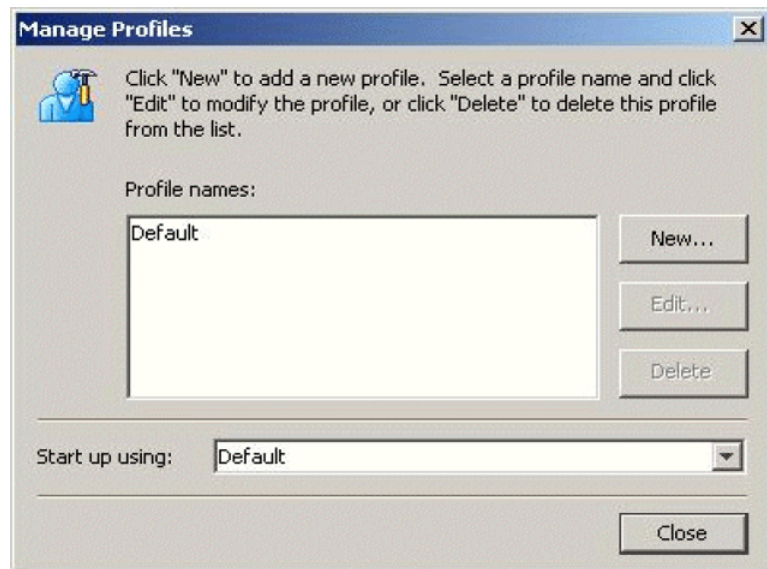 Manage Profiles
Click "New" to add a new profile. Select a profile name and click
"Edit" to modify the profile, or click "Delete" to delete this profile
from the list.
Profile names:
Default
New...
Edit...
Delete
Start up using:
Default
Close